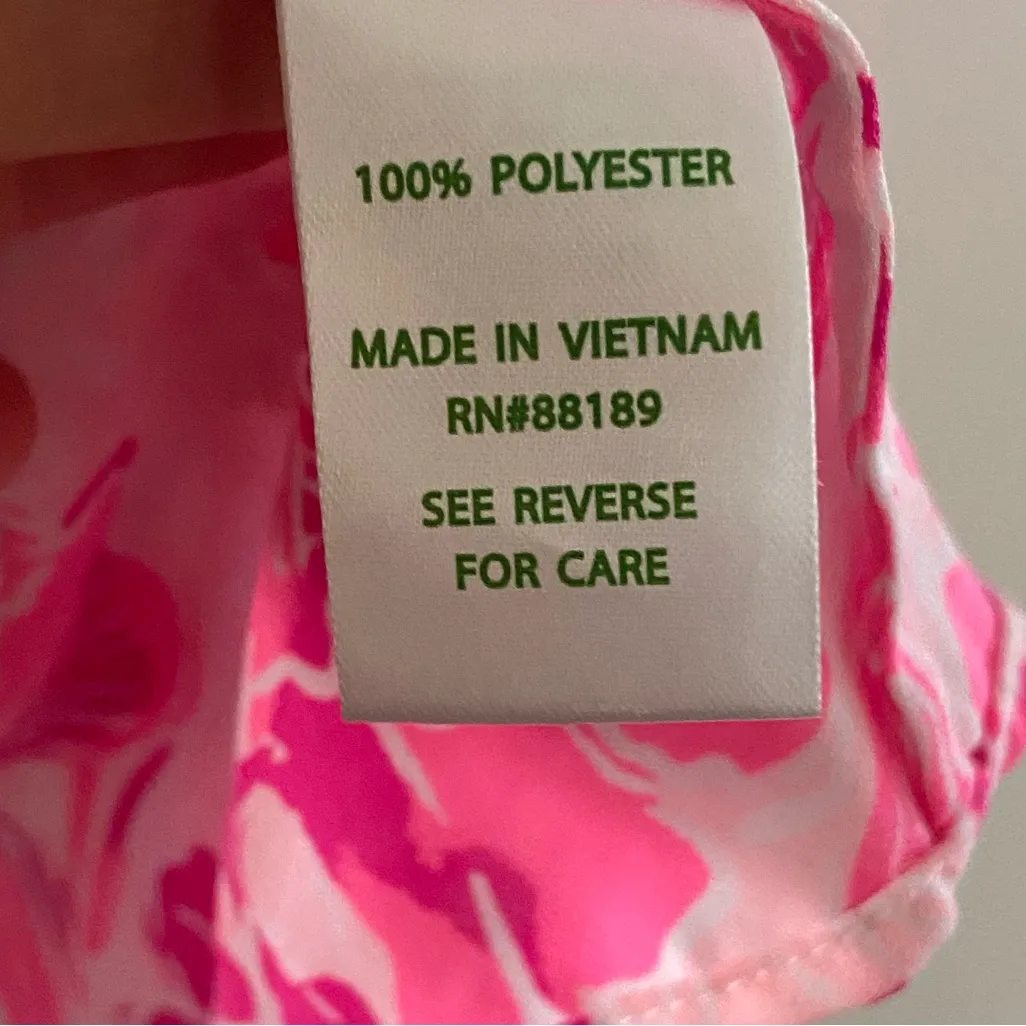 100% POLYESTER
MADE IN VIETNAM
RN#88189
SEE REVERSE
FOR CARE